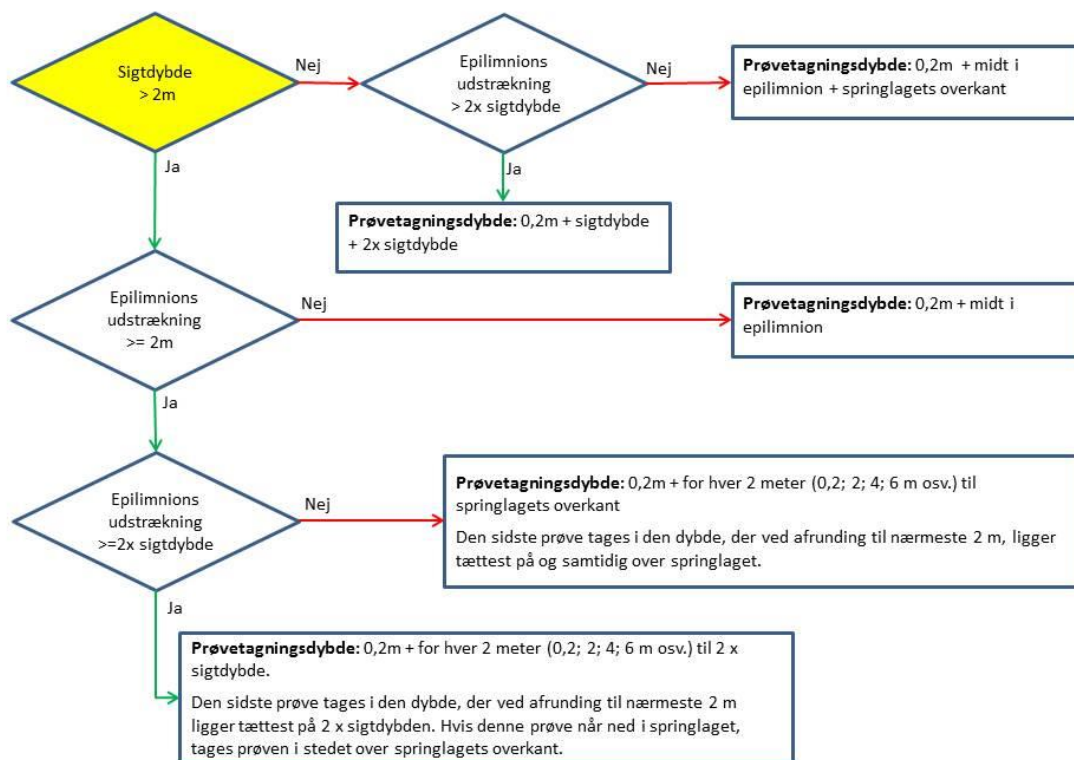 Sigtdybde
> 2m
Nej
Epilimnions
udstrækning
> 2x sigtdybde
Nej
Prøvetagningsdybde: 0,2m + midt i
epilimnion + springlagets overkant
Ja
Ja
Prøvetagningsdybde: 0,2m + sigtdybde
+ 2x sigtdybde
Epilimnions
udstrækning
>= 2m
Nej
Prøvetagningsdybde: 0,2m + midt i
epilimnion
Ja
Epilimnions
udstrækning
>=2x sigtdybde
Nej
Prøvetagningsdybde: 0,2m + for hver 2 meter (0,2; 2; 4; 6 m osv.) til
springlagets overkant
Den sidste prøve tages i den dybde, der ved afrunding til nærmeste 2 m, ligger
tættest på og samtidig over springlaget.
Ja
Prøvetagningsdybde: 0,2m + for hver 2 meter (0,2; 2; 4; 6 m osv.) til 2 x
sigtdybde.
Den sidste prøve tages i den dybde, der ved afrunding til nærmeste 2 m
ligger tættest på 2 x sigtdybden. Hvis denne prøve når ned i springlaget,
tages prøven i stedet over springlagets overkant.